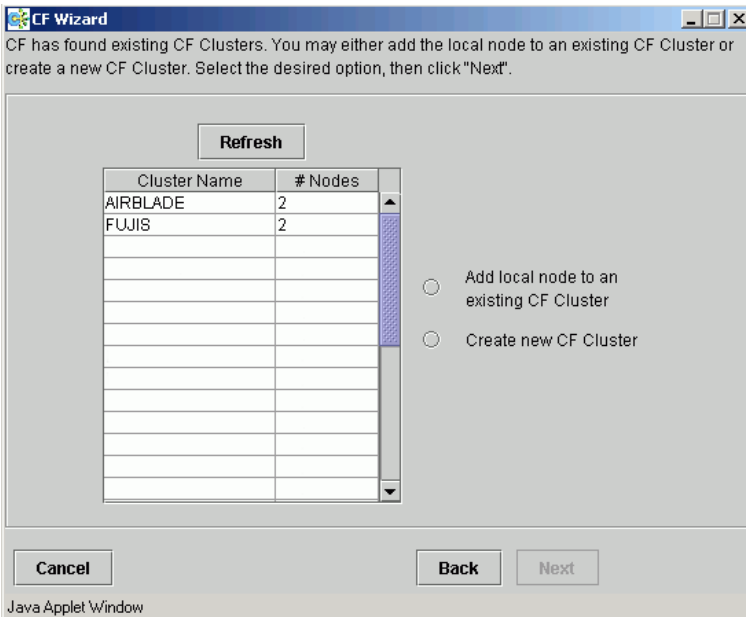 CF Wizard
CF has found existing CF Clusters. You may either add the local node to an existing CF Cluster or
create a new CF Cluster. Select the desired option, then click "Next".
Refresh
Cluster Name # Nodes
AIRBLADE 2
FUJIS 2
Add local node to an
existing CF Cluster
Create new CF Cluster
Cancel Back Next
Java Applet Window